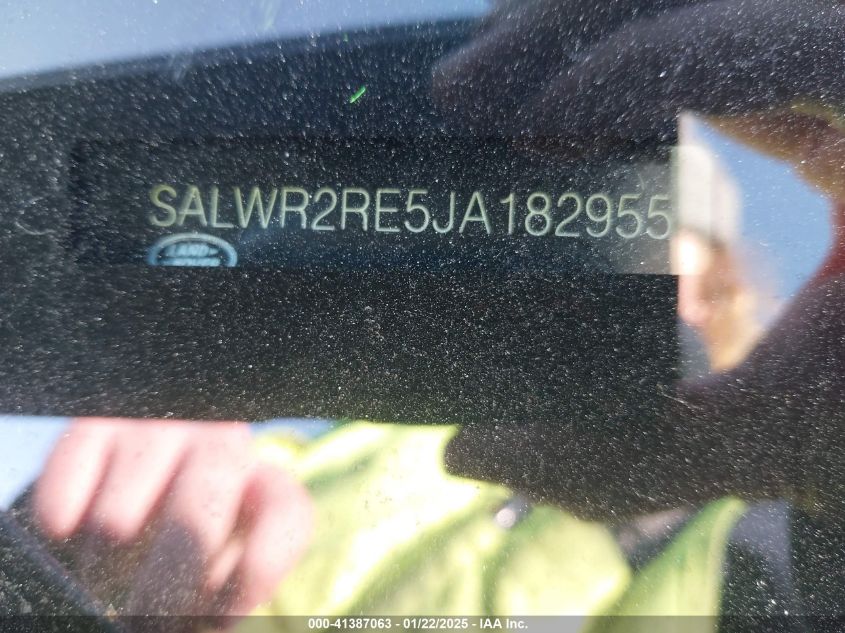 SALWR2RE5JA182955
000-41387063 - 01/22/2025 - IAA Inc.